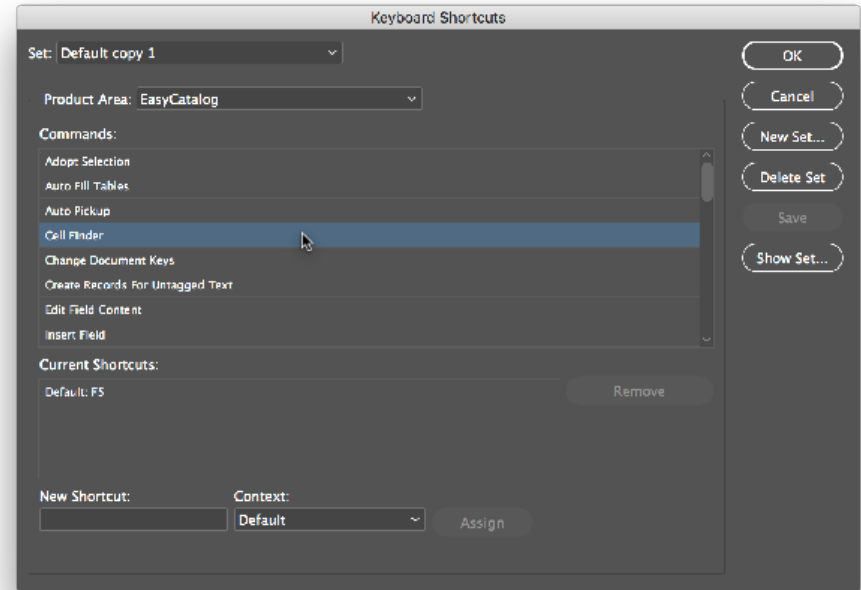 Keyboard Shortcuts
Set: Default copy 1
OK
Product Area: EasyCatalog
Cancel
Commands:
New Set...
Adopt Selection
Auto Fill Tables
Delete Set
Auto Pickup
Save
Cell Finder
Change Document Keys
Show Set...
Create Records For Untagged Text
Edit Field Content
Insert Field
Current Shortcuts:
Default: F5
Remove
New Shortcut:
Context:
Default
Assign